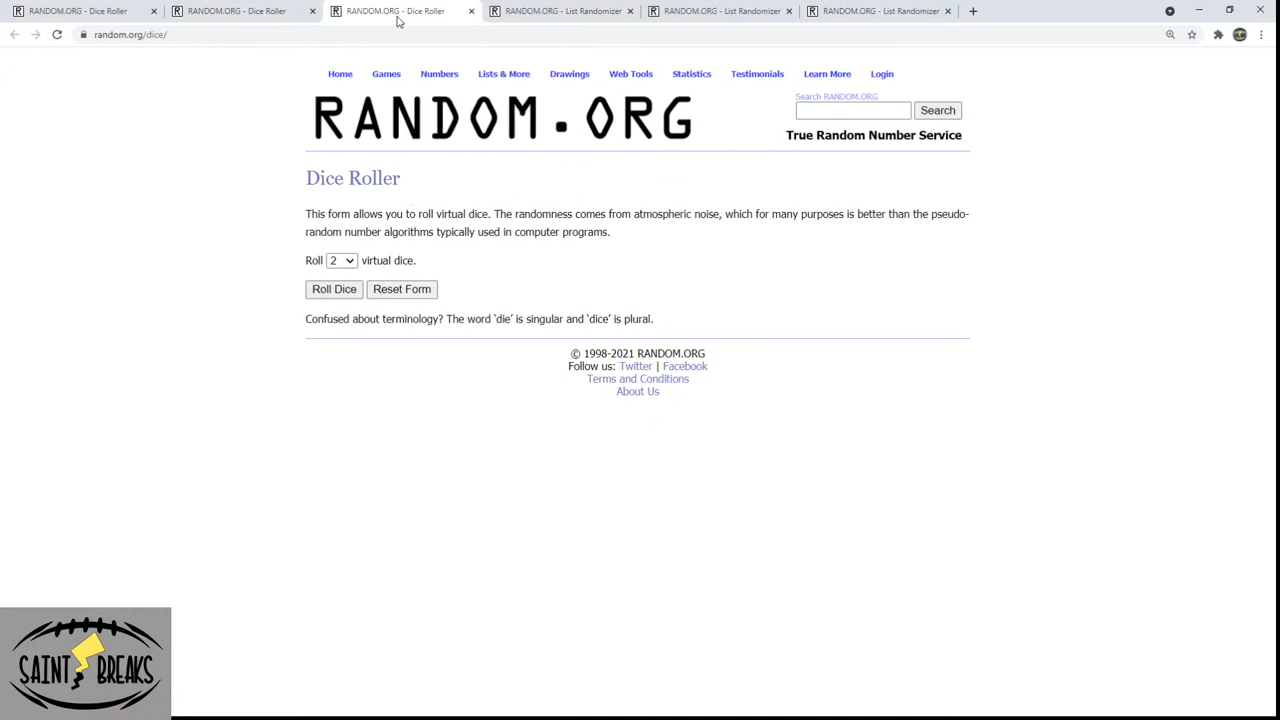 RANDOM.ORG - Dice Roller RANDOM.ORG - Dice Roller RANDOM.ORG - Dice Roller RANDOM.ORG - List Randomizer RANDOM.ORG - List Randomizer RANDOM.ORG - List Randomizer
random.org/dice/
Home Games Numbers Lists & More Drawings Web Tools Statistics Testimonials Learn More Login
RANDOM.ORG
Search RANDOM.ORG
Search
True Random Number Service
Dice Roller
This form allows you to roll virtual dice. The randomness comes from atmospheric noise, which for many purposes is better than the pseudo-
random number algorithms typically used in computer programs.
Roll 2 virtual dice.
Roll Dice Reset Form
Confused about terminology? The word ‘die’ is singular and ‘dice’ is plural.
© 1998-2021 RANDOM.ORG
Follow us: Twitter | Facebook
Terms and Conditions
About Us
SAINT BREAKS